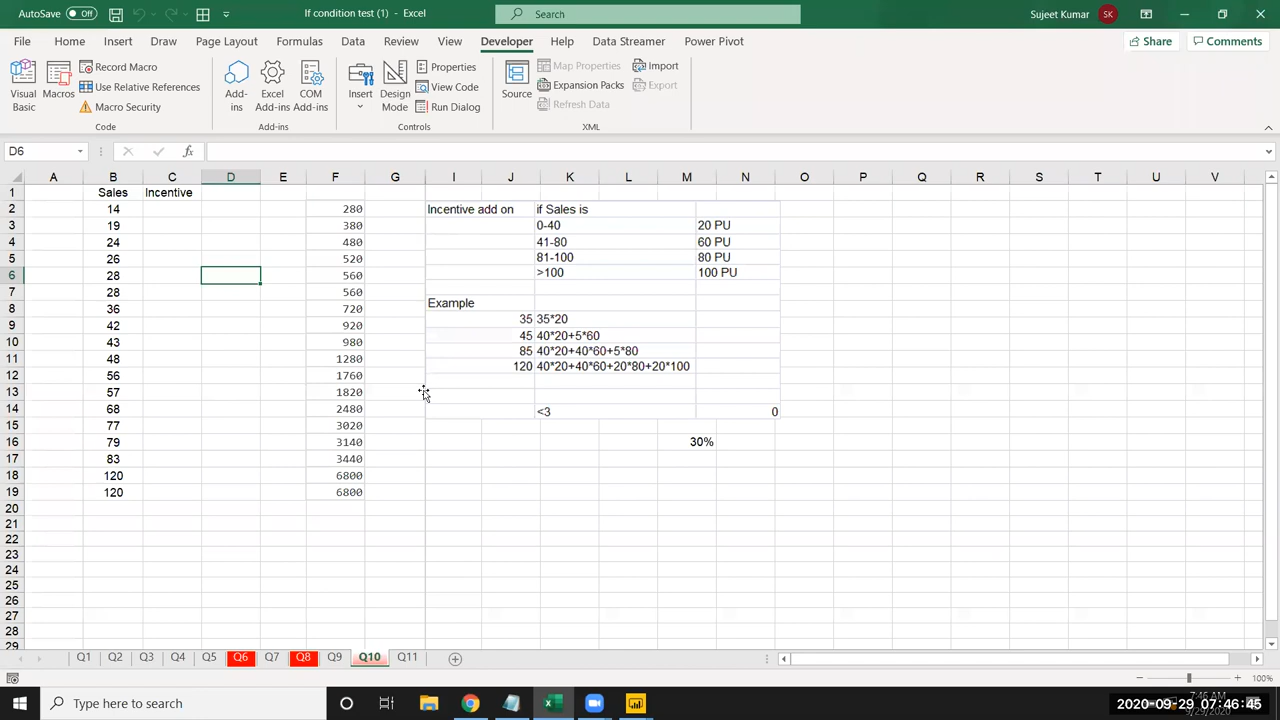 AutoSave Off If condition test (1) - Excel Search Sujeet Kumar SK
File Home Insert Draw Page Layout Formulas Data Review View Developer Help Data Streamer Power Pivot Share Comments
Visual Basic Macros Record Macro Use Relative References Macro Security
Add-ins Excel Add-ins COM Add-ins
Insert Design Mode Properties View Code Run Dialog
Source Map Properties Expansion Packs Refresh Data Import Export
Code Add-ins Controls XML
D6 fx
A B C D E F G I J K L M N O P Q R S T U V
1 Sales Incentive
2 14 280 Incentive add on if Sales is
3 19 380 0-40 20 PU
4 24 480 41-80 60 PU
5 26 520 81-100 80 PU
6 28 560 >100 100 PU
7 28 560
8 36 720 Example
9 42 920 35 35*20
10 43 980 45 40*20+5*60
11 48 1280 85 40*20+40*60+5*80
12 56 1760 120 40*20+40*60+20*80+20*100
13 57 1820
14 68 2480 <3 0
15 77 3020
16 79 3140 30%
17 83 3440
18 120 6800
19 120 6800
20
21
22
23
24
25
26
27
28
29
Q1 Q2 Q3 Q4 Q5 Q6 Q7 Q8 Q9 Q10 Q11
100%
Type here to search 2020-09-29 07:46:45